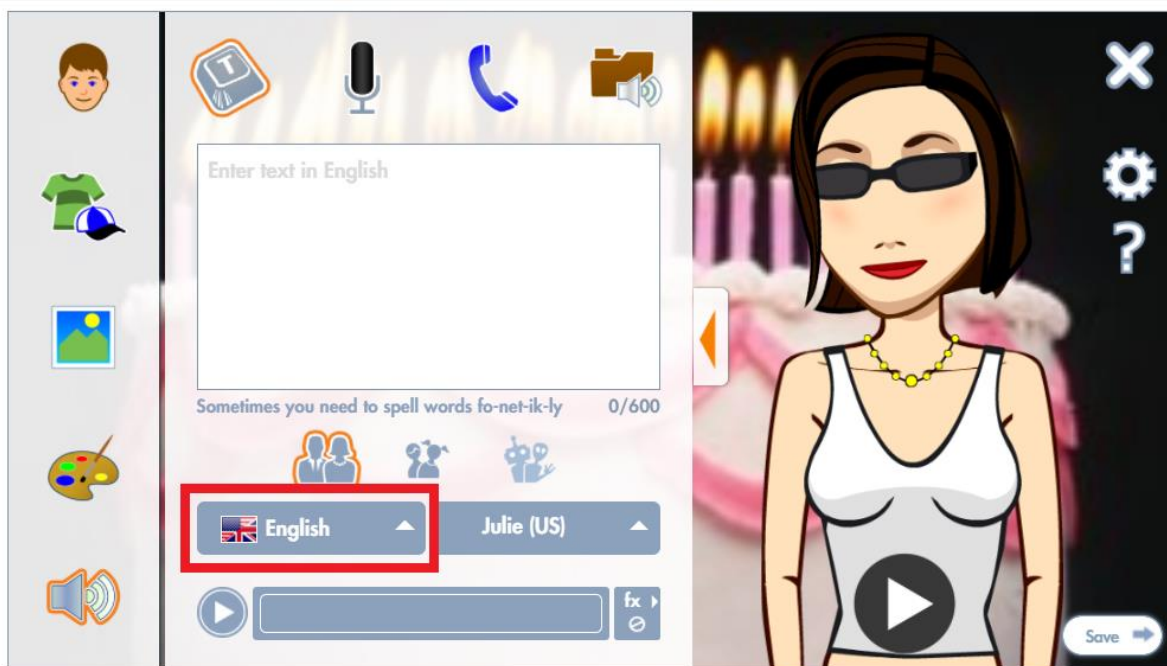 T
Enter text in English
Sometimes you need to spell words fo-net-ik-ly 0/600
English Julie (US)
fx
?
Save